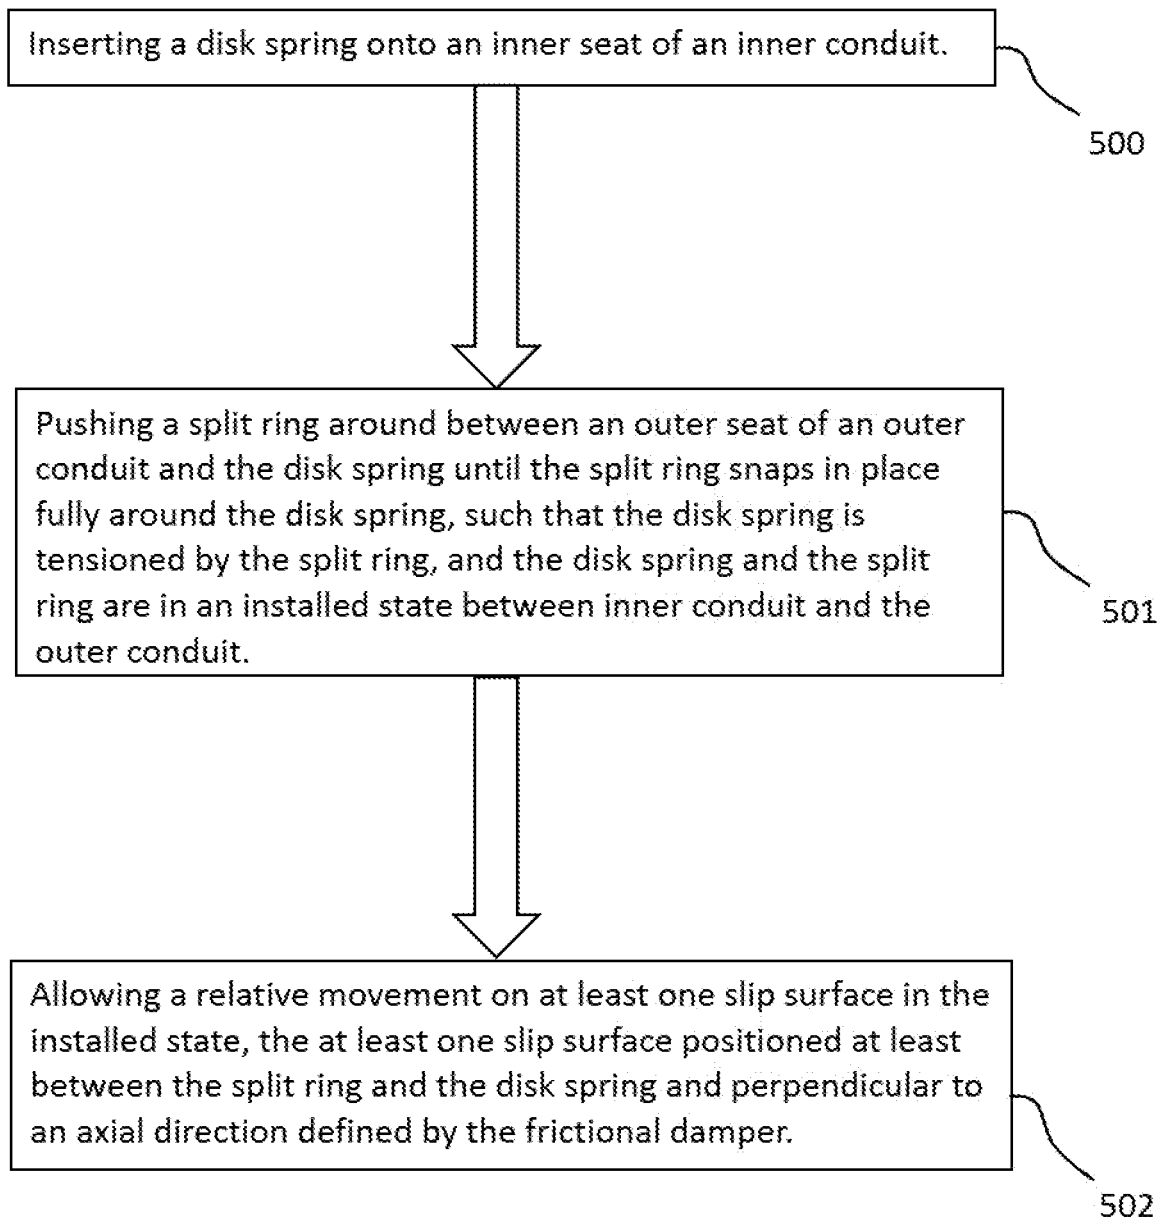 Inserting a disk spring onto an inner seat of an inner conduit.
500
Pushing a split ring around between an outer seat of an outer
conduit and the disk spring until the split ring snaps in place
fully around the disk spring, such that the disk spring is
tensioned by the split ring, and the disk spring and the split
ring are in an installed state between inner conduit and the
outer conduit.
501
Allowing a relative movement on at least one slip surface in the
installed state, the at least one slip surface positioned at least
between the split ring and the disk spring and perpendicular to
an axial direction defined by the frictional damper.
502